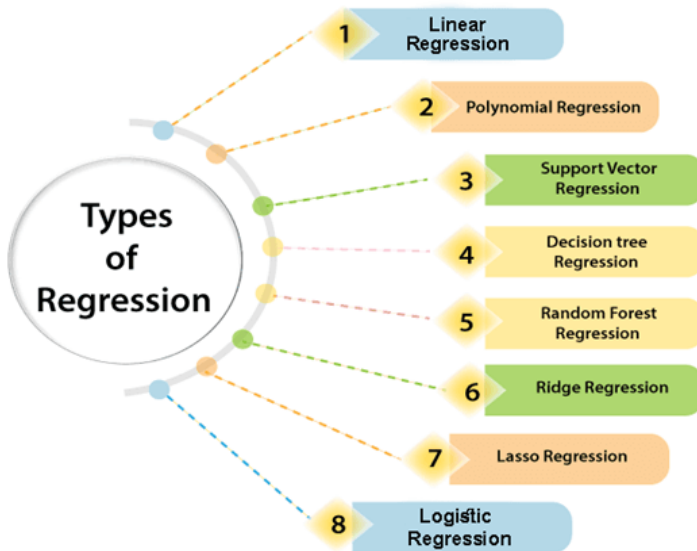 Types
of
Regression
1
Linear
Regression
2
Polynomial Regression
3
Support Vector
Regression
4
Decision tree
Regression
5
Random Forest
Regression
6
Ridge Regression
7
Lasso Regression
8
Logistic
Regression